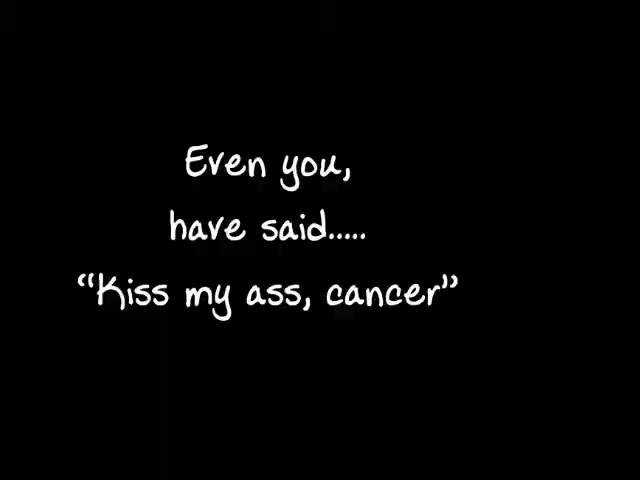 Even you,
have said.....
“Kiss my ass, cancer”